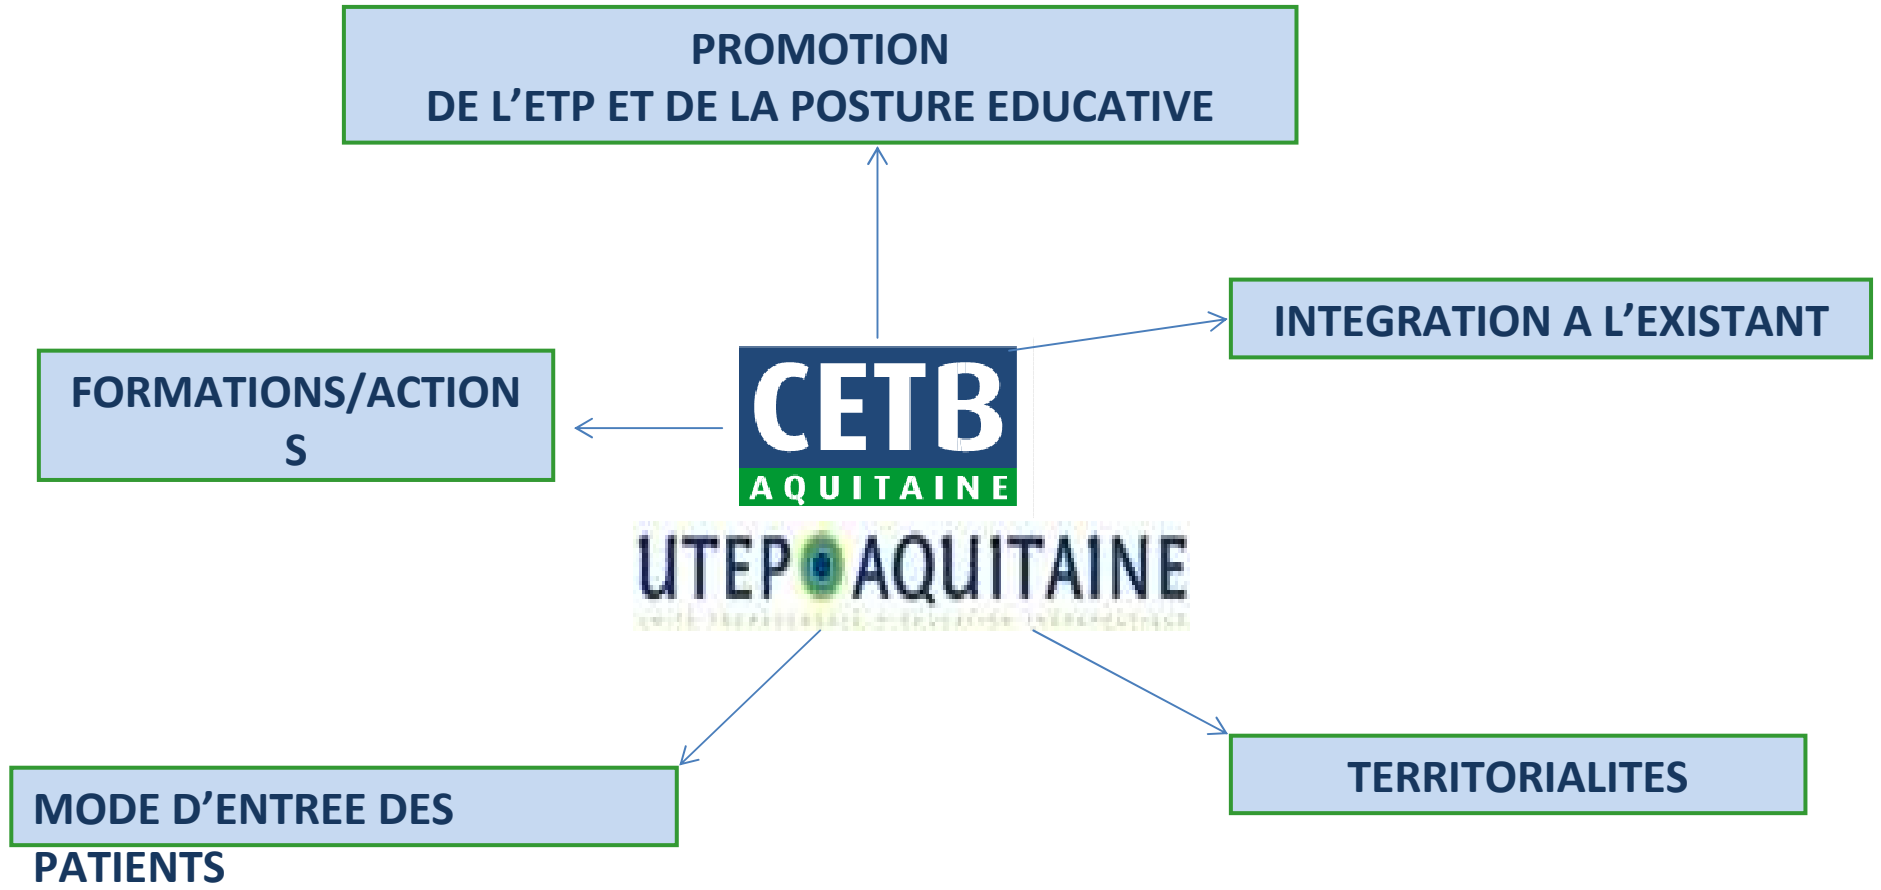 PROMOTION
DE L’ETP ET DE LA POSTURE EDUCATIVE
INTEGRATION A L’EXISTANT
FORMATIONS/ACTION
S
CETB
AQUITAINE
UTEP AQUITAINE
MODE D’ENTREE DES
PATIENTS
TERRITORIALITES